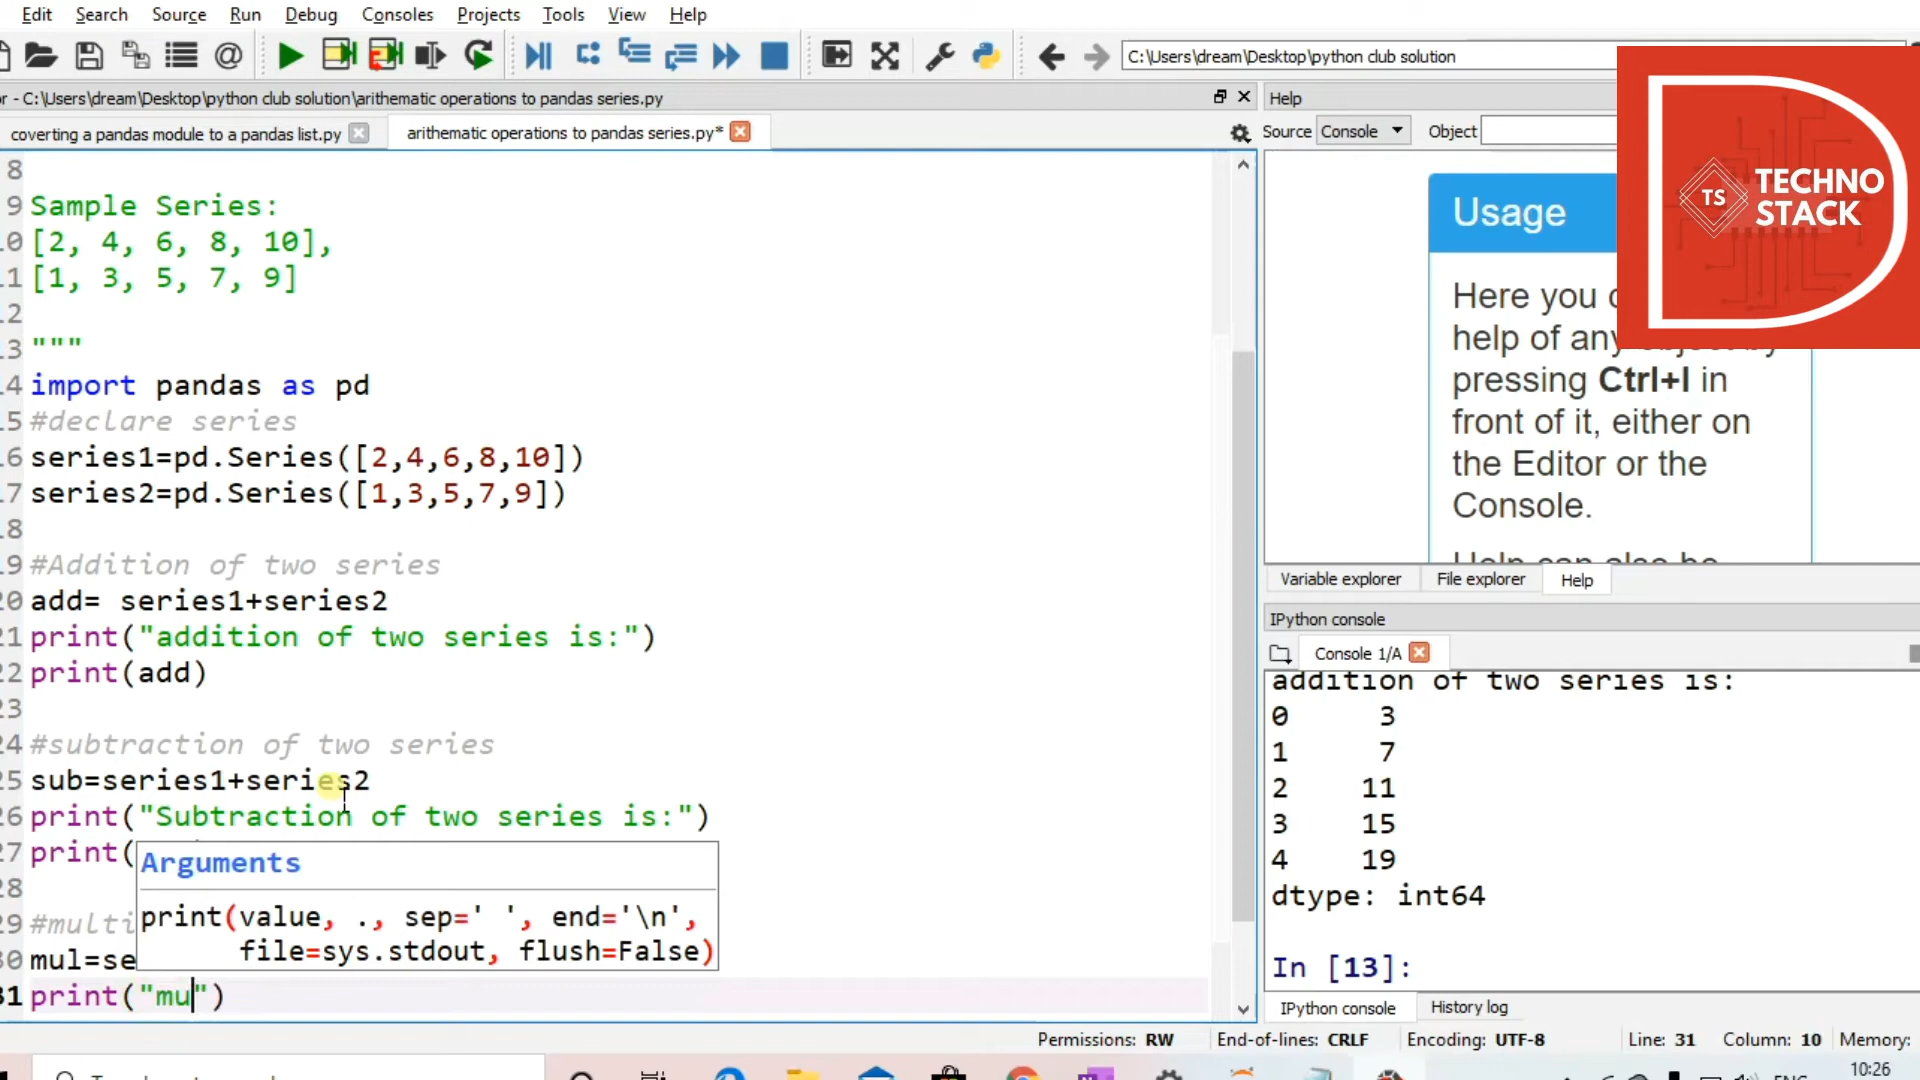 Edit Search Source Run Debug Consoles Projects Tools View Help
C:\Users\dream\Desktop\python club solution
r - C:\Users\dream\Desktop\python club solution\arithematic operations to pandas series.py
Help
coverting a pandas module to a pandas list.py
arithematic operations to pandas series.py*
Source Console Object
TECHNO
TS
STACK
8
9 Sample Series:
10 [2, 4, 6, 8, 10],
11 [1, 3, 5, 7, 9]
12
13 """
14 import pandas as pd
15 #declare series
16 series1=pd.Series([2,4,6,8,10])
17 series2=pd.Series([1,3,5,7,9])
18
19 #Addition of two series
20 add= series1+series2
21 print("addition of two series is:")
22 print(add)
23
24 #subtraction of two series
25 sub=series1+series2
26 print("Subtraction of two series is:")
27 print(
28
29 #multi
30 mul=se
31 print("mu")
Arguments
print(value, ., sep=' ', end='\n',
file=sys.stdout, flush=False)
Usage
Here you
help of any object by
pressing Ctrl+I in
front of it, either on
the Editor or the
Console.
Help can also be
Variable explorer File explorer Help
IPython console
Console 1/A
addition of two series is:
0 3
1 7
2 11
3 15
4 19
dtype: int64
In [13]:
IPython console History log
Permissions: RW End-of-lines: CRLF Encoding: UTF-8 Line: 31 Column: 10 Memory:
10:26